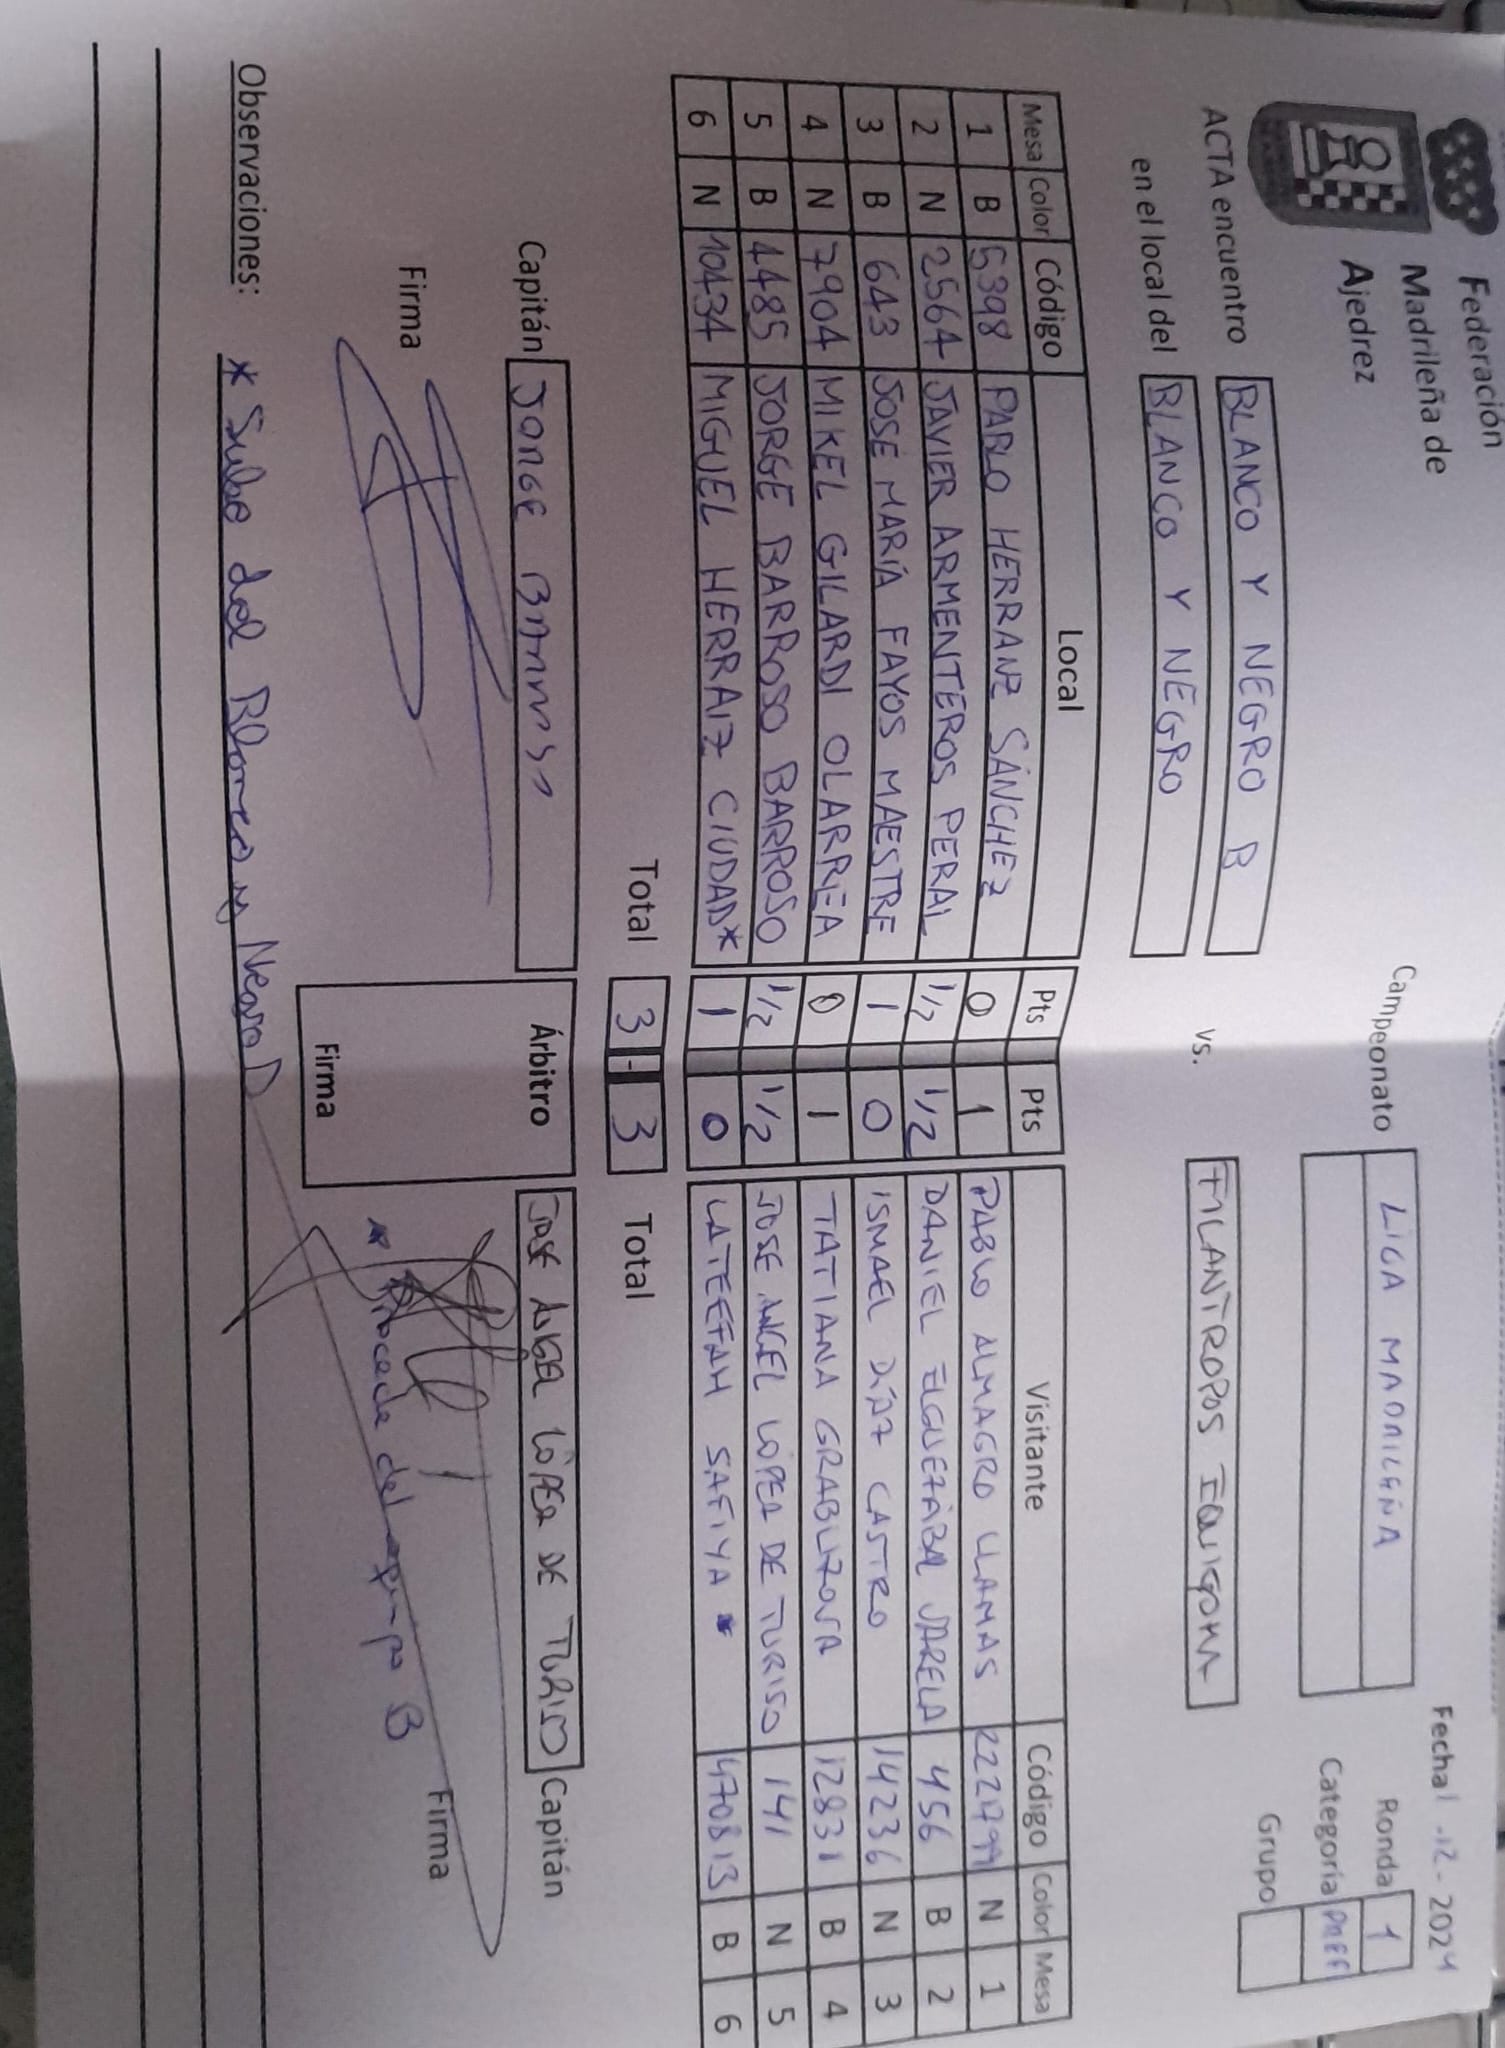 Federación
Madrileña de
Ajedrez
Campeonato LIGA MADRILEÑA
Fecha 1 -12- 2024
Ronda 1
Categoría PREF
Grupo
ACTA encuentro BLANCO Y NEGRO B vs. FILANTROPOS EQUIGOMA
en el local del BLANCO Y NEGRO
Mesa Color Código Local Pts Pts Visitante Código Color Mesa
1 B 5398 PABLO HERRANZ SÁNCHEZ 0 1 PABLO ALMAGRO LLAMAS N 1
2 N 2564 JAVIER ARMENTEROS PERAL 1/2 1/2 DANIEL VARELA 456 B 2
3 B 643 JOSE MARÍA FAYOS MAESTRE 1 0 ISMAEL DÍAZ CASTRO 14236 N 3
4 N 7904 MIKEL GILARDI OLARREA 0 1 TATIANA GRABUZOVA 12831 B 4
5 B 4485 JORGE BARROSO BARROSO 1/2 1/2 JOSE ANGEL LOPEZ DE TURISO 141 N 5
6 N 10434 MIGUEL HERRAIZ CIUDAD* 1 0 LATEEFAH SAFIYA * 470813 B 6
Total 3 - 3 Total
Capitán JORGE BARROSO Árbitro JOSE ANGEL LÓPEZ DE TURISO Capitán
Firma Firma Firma
* Procede del equipo B
Observaciones: * Sube del Blanco y Negro D